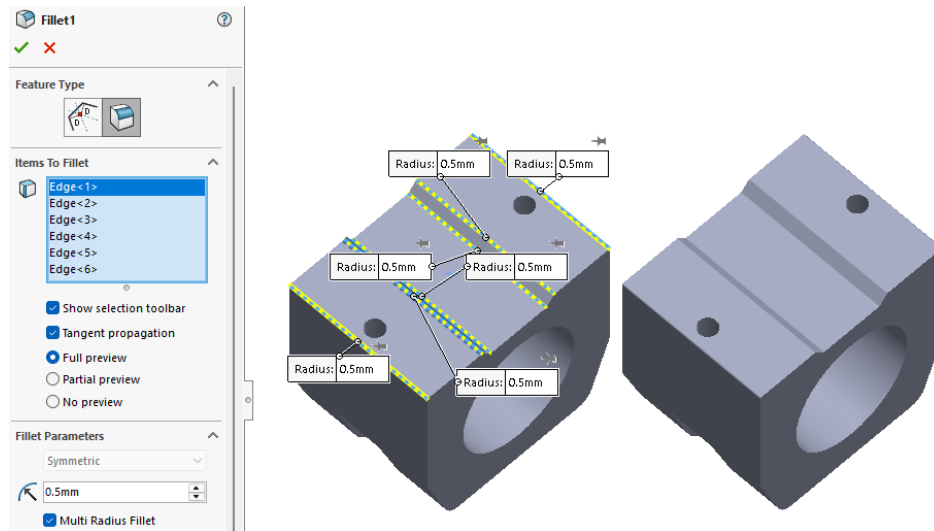 Fillet1
Feature Type
D
D
Items To Fillet
Edge<1>
Edge<2>
Edge<3>
Edge<4>
Edge<5>
Edge<6>
Show selection toolbar
Tangent propagation
Full preview
Partial preview
No preview
Fillet Parameters
Symmetric
0.5mm
Multi Radius Fillet
Radius: 0.5mm
Radius: 0.5mm
Radius: 0.5mm
Radius: 0.5mm
Radius: 0.5mm
Radius: 0.5mm